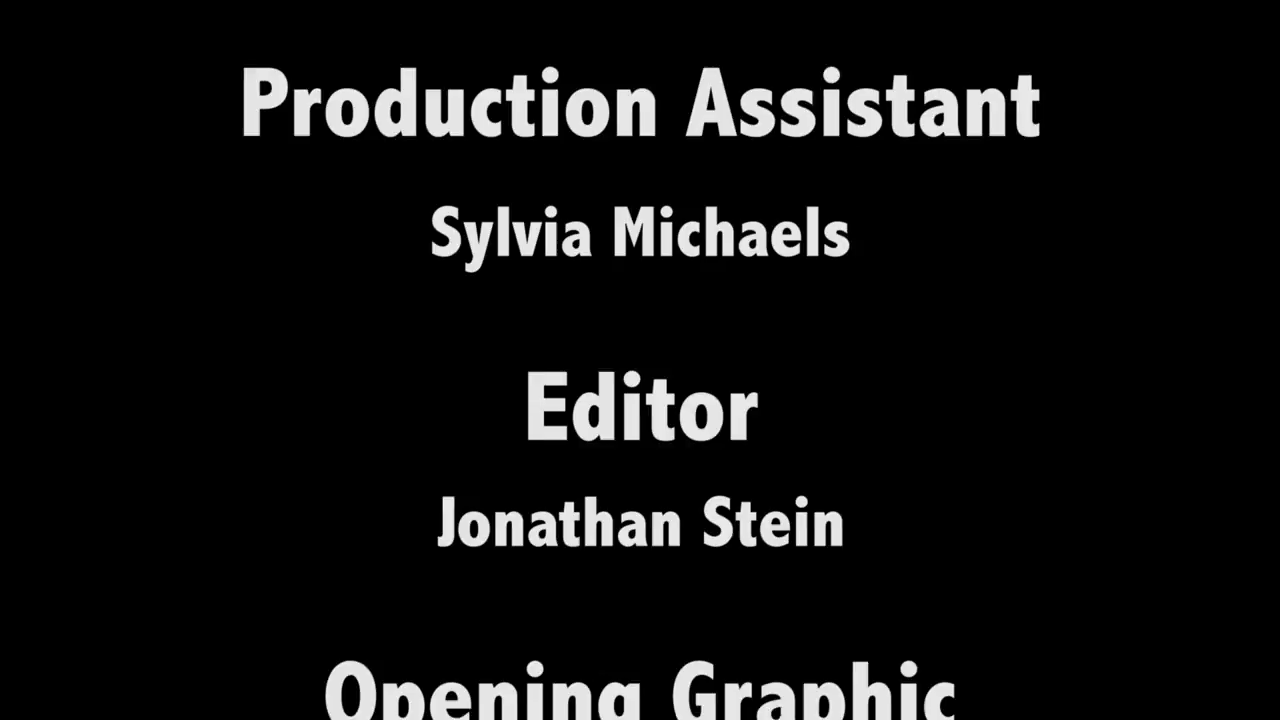 Production Assistant
Sylvia Michaels
Editor
Jonathan Stein
Opening Graphic